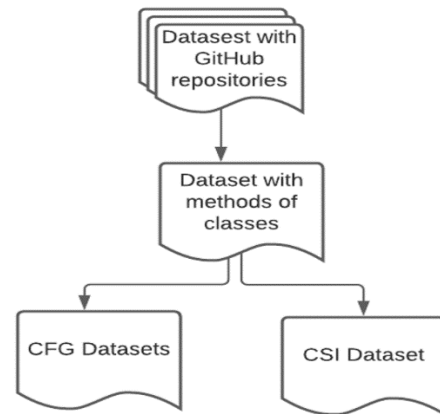 Datasest with
GitHub
repositories
Dataset with
methods of
classes
CFG Datasets
CSI Dataset